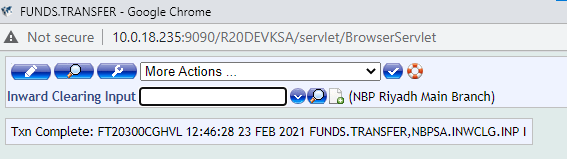 FUNDS.TRANSFER - Google Chrome
Not secure | 10.0.18.235:9090/R20DEVKSA/servlet/BrowserServlet
More Actions ...
Inward Clearing Input (NBP Riyadh Main Branch)
Txn Complete: FT20300CGHVL 12:46:28 23 FEB 2021 FUNDS.TRANSFER,NBPSA.INWCLG.INP I